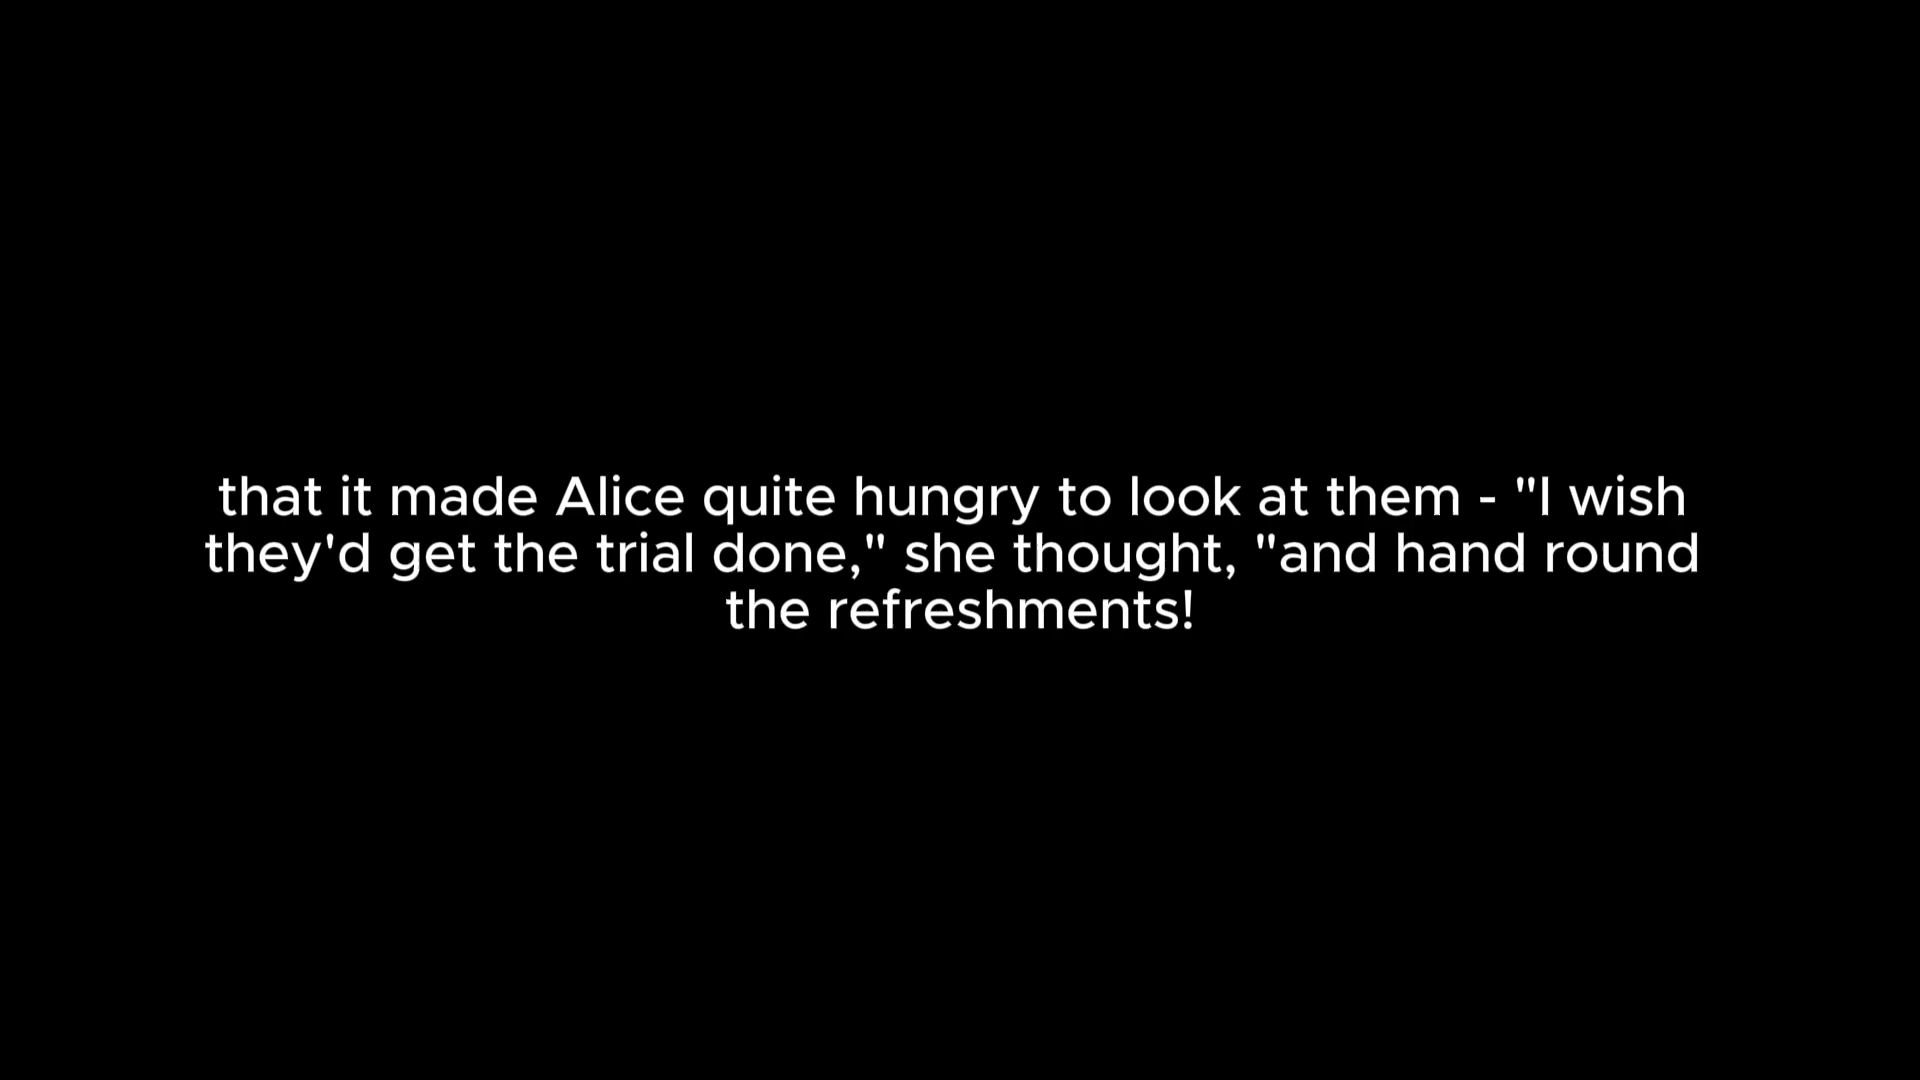 that it made Alice quite hungry to look at them - "I wish
they'd get the trial done," she thought, "and hand round
the refreshments!